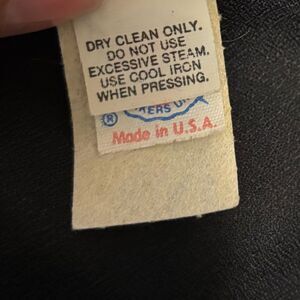 DRY CLEAN ONLY.
DO NOT USE
EXCESSIVE STEAM.
USE COOL IRON
WHEN PRESSING.
®
Made in U.S.A.